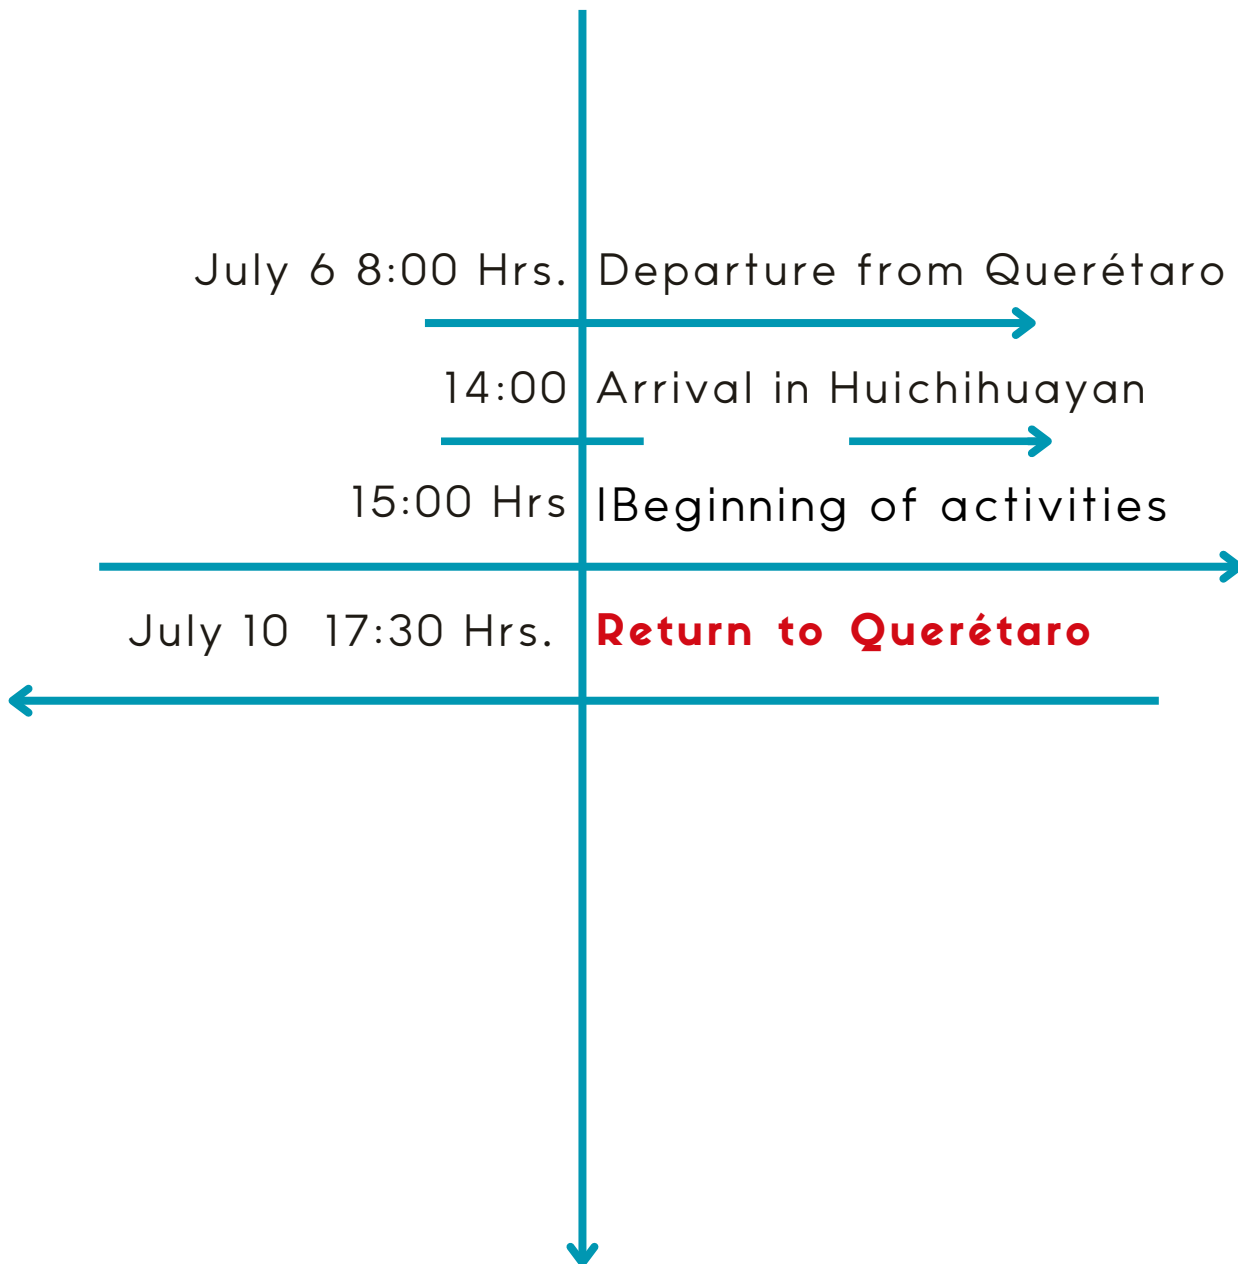 July 6 8:00 Hrs. Departure from Querétaro
14:00 Arrival in Huichihuayan
15:00 Hrs IBeginning of activities
July 10 17:30 Hrs. Return to Querétaro